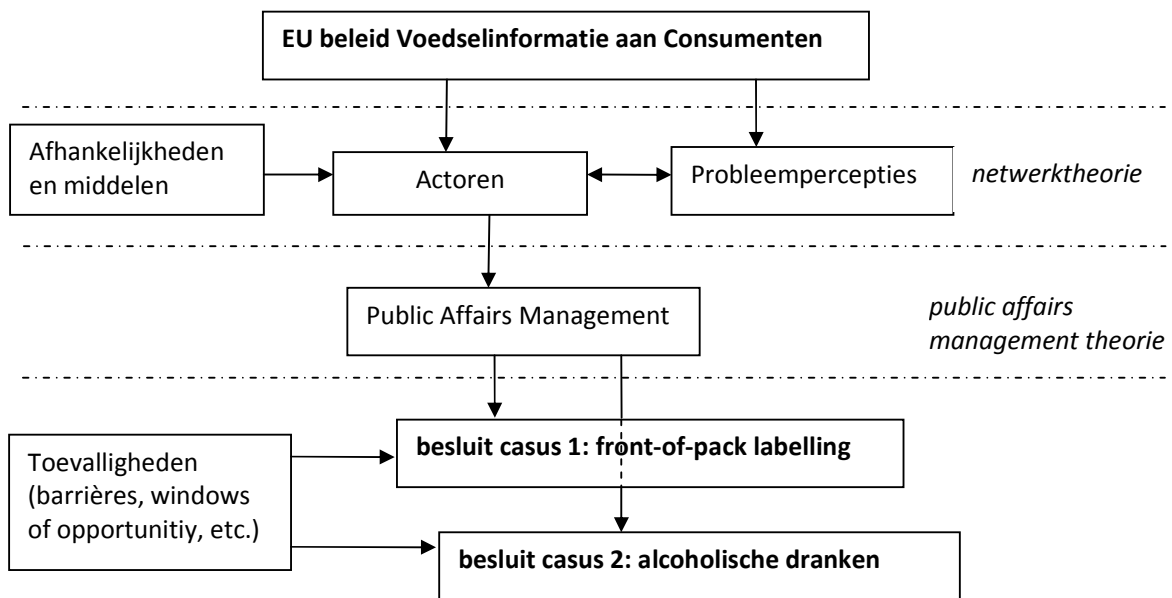 EU beleid Voedselinformatie aan Consumenten
Afhankelijkheden
en middelen
Actoren
Probleempercepties
netwerktheorie
Public Affairs Management
public affairs
management theorie
besluit casus 1: front-of-pack labelling
Toevalligheden
(barrières, windows
of opportunitiy, etc.)
besluit casus 2: alcoholische dranken